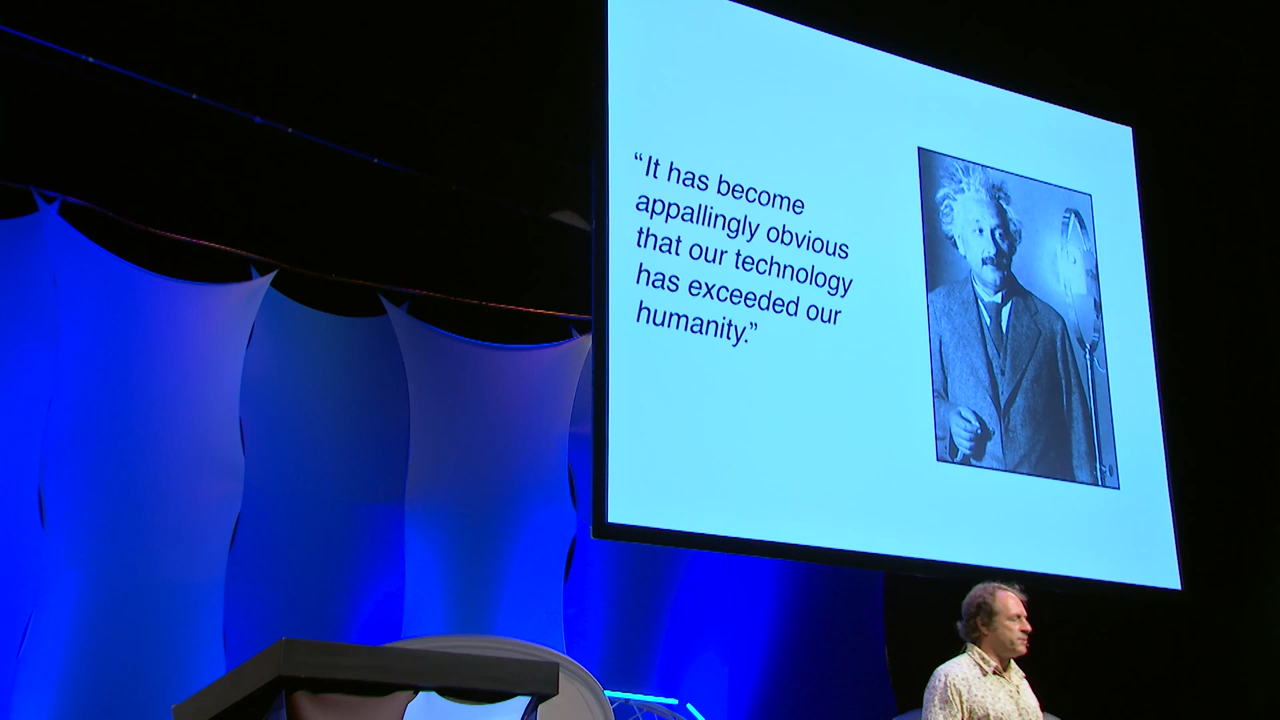 “It has become
appallingly obvious
that our technology
has exceeded our
humanity.”